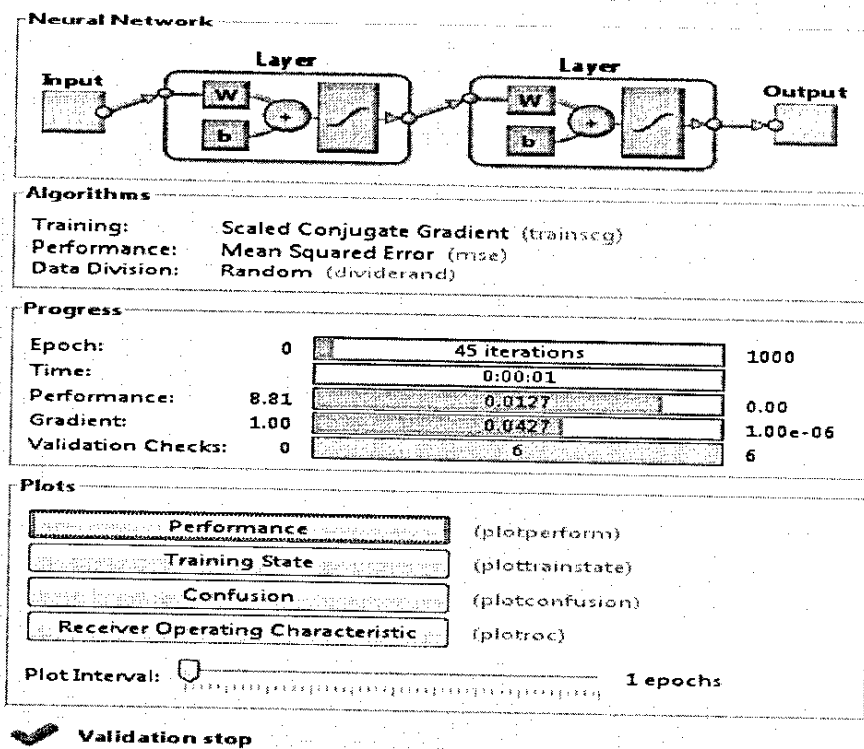 Neural Network
Layer
Layer
Input
Output
W
b
+
W
b
+
Algorithms
Training: Scaled Conjugate Gradient (trainscg)
Performance: Mean Squared Error (mse)
Data Division: Random (dividerand)
Progress
Epoch: 0 45 iterations 1000
Time: 0:00:01
Performance: 8.81 0.0127 0.00
Gradient: 1.00 0.0427 1.00e-06
Validation Checks: 0 6 6
Plots
Performance (plotperform)
Training State (plottrainstate)
Confusion (plotconfusion)
Receiver Operating Characteristic (plotroc)
Plot Interval: 1 epochs
Validation stop